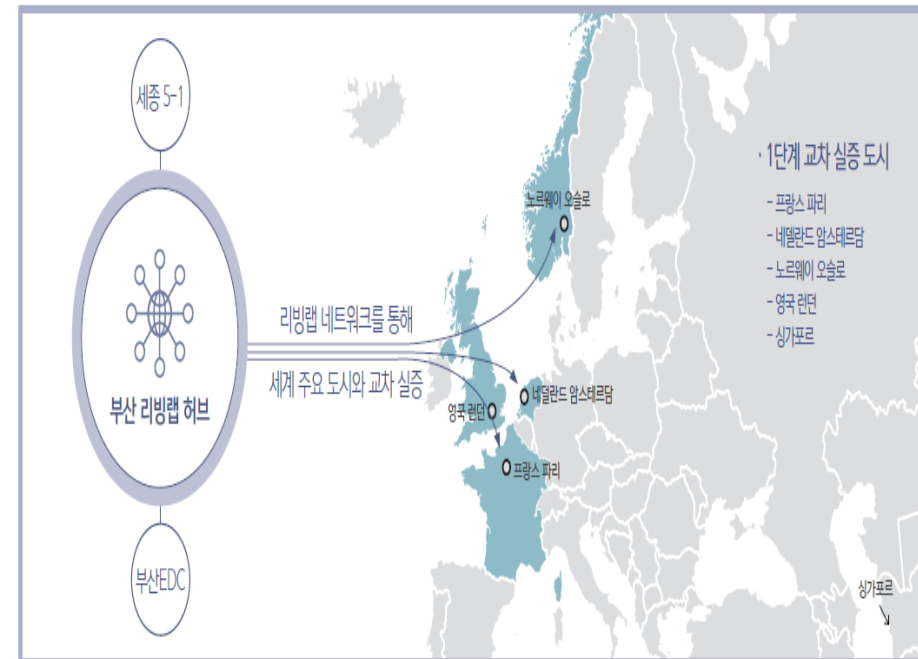 세종 5-1
부산 리빙랩 허브
부산EDC
리빙랩 네트워크를 통해
세계 주요 도시와 교차 실증
노르웨이 오슬로
영국 런던
네덜란드 암스테르담
프랑스 파리
· 1단계 교차 실증 도시
- 프랑스 파리
- 네델란드 암스테르담
- 노르웨이 오슬로
- 영국 런던
- 싱가포르
싱가포르